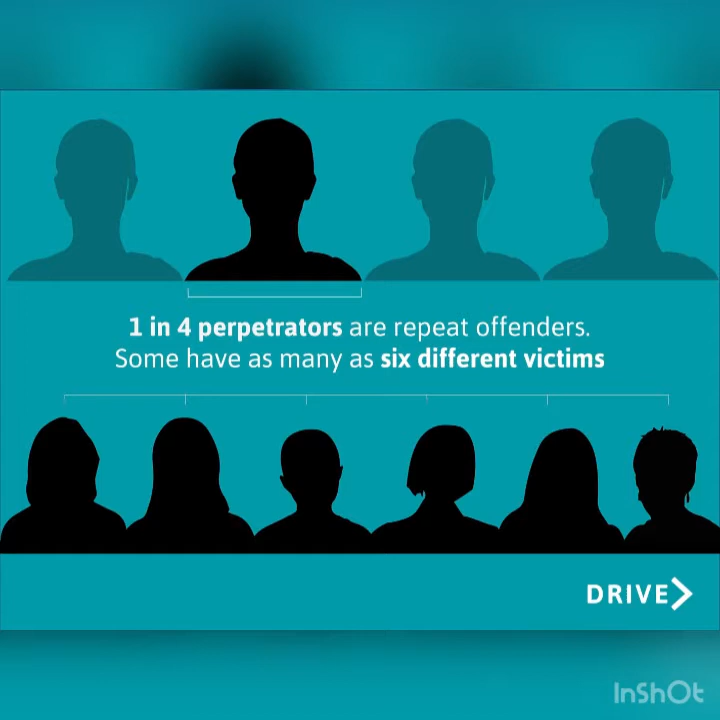 1 in 4 perpetrators are repeat offenders.
Some have as many as six different victims
DRIVE
InShOt